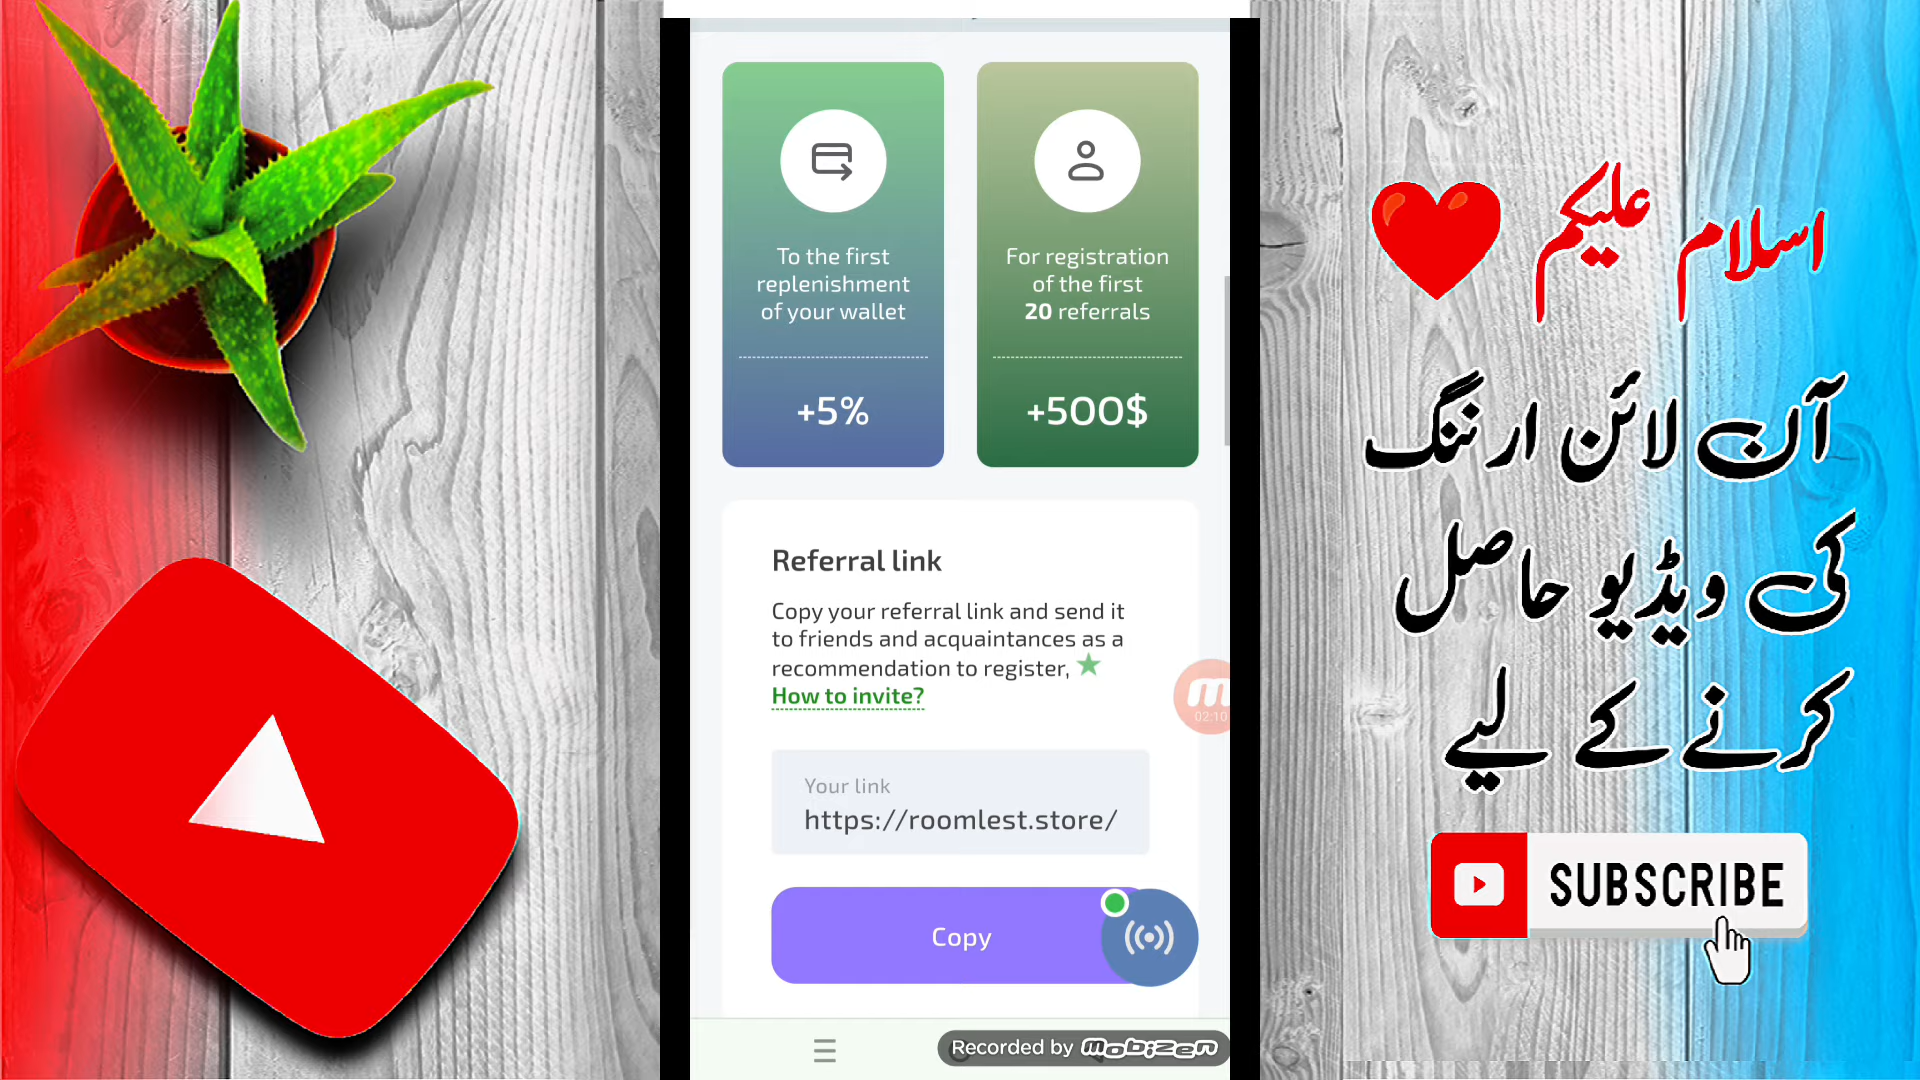 To the first
replenishment
of your wallet
+5%
For registration
of the first
20 referrals
+500$
Referral link
Copy your referral link and send it
to friends and acquaintances as a
recommendation to register,
How to invite?
Your link
https://roomlest.store/
Copy
02:10
Recorded by mobizen
اسلام علیکم
آن لائن ارننگ
کی ویڈیو حاصل
کرنے کے لیے
SUBSCRIBE